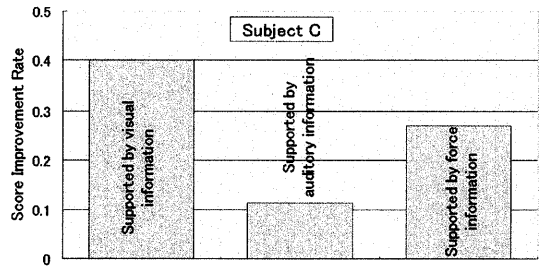 Subject C
Score Improvement Rate
0.5
0.4
0.3
0.2
0.1
0
Supported by visual
information
Supported by
auditory information
Supported by force
information